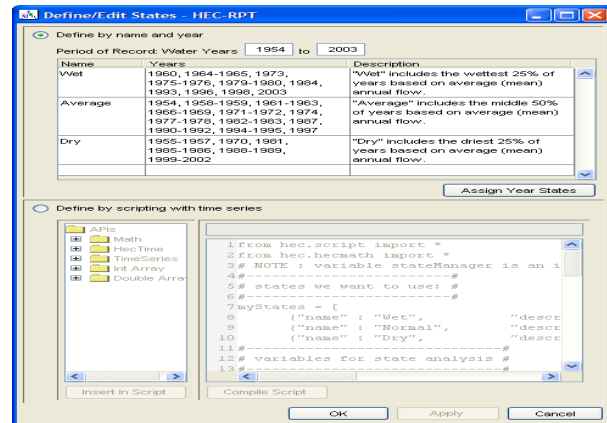 Define/Edit States - HEC-RPT
Define by name and year
Period of Record: Water Years 1954 to 2003
Name Years Description
Wet 1960, 1964-1965, 1973, "Wet" includes the wettest 25% of
1975-1976, 1979-1980, 1984, years based on average (mean)
1993, 1996, 1998, 2003 annual flow.
Average 1954, 1958-1959, 1961-1963, "Average" includes the middle 50%
1966-1969, 1971-1972, 1974, of years based on average (mean)
1977-1978, 1982-1983, 1987, annual flow.
1990-1992, 1994-1995, 1997
Dry 1955-1957, 1970, 1981, "Dry" includes the driest 25% of
1985-1986, 1988-1989, years based on average (mean)
1999-2002 annual flow.
Assign Year States
Define by scripting with time series
APIs
Math
HecTime
TimeSeries
Int Array
Double Array
1 from hec.script import *
2 from hec.hecmath import *
3 # NOTE : variable stateManager is an i
4 #-----------------------#
5 # states we want to use: #
6 #-----------------------#
7 myStates = [
8 {"name" : "Wet", "descr
9 {"name" : "Normal", "descr
10 {"name" : "Dry", "descr
11 #-----------------------------#
12 # variables for state analysis #
13 #-----------------------------#
Insert in Script Compile Script
OK Apply Cancel